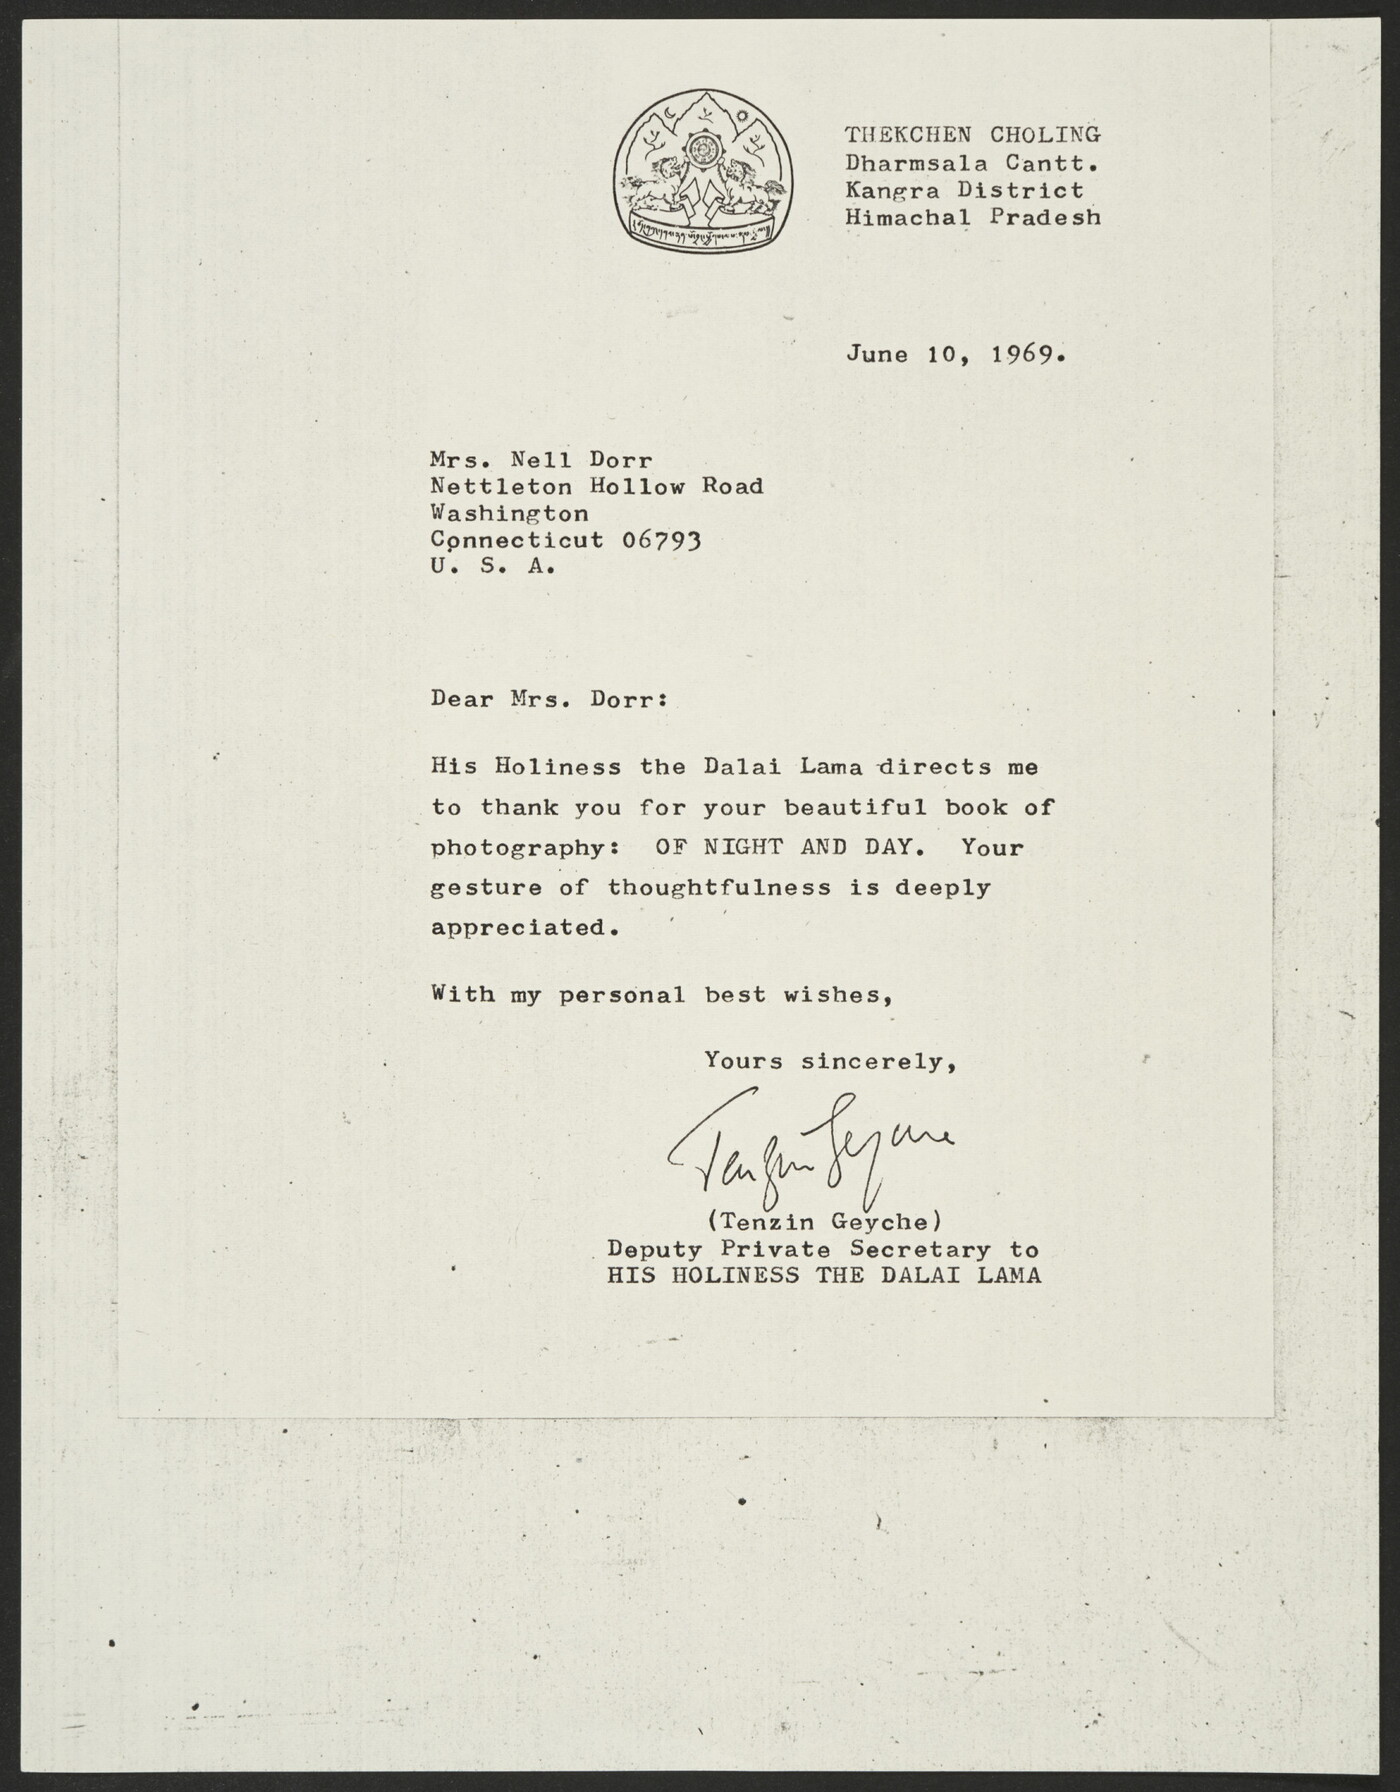 THEKCHEN CHOLING
Dharmsala Cantt.
Kangra District
Himachal Pradesh
June 10, 1969.
Mrs. Nell Dorr
Nettleton Hollow Road
Washington
Connecticut 06793
U. S. A.
Dear Mrs. Dorr:
His Holiness the Dalai Lama directs me
to thank you for your beautiful book of
photography: OF NIGHT AND DAY. Your
gesture of thoughtfulness is deeply
appreciated.
With my personal best wishes,
Yours sincerely,
Tenzin Geyche
(Tenzin Geyche)
Deputy Private Secretary to
HIS HOLINESS THE DALAI LAMA